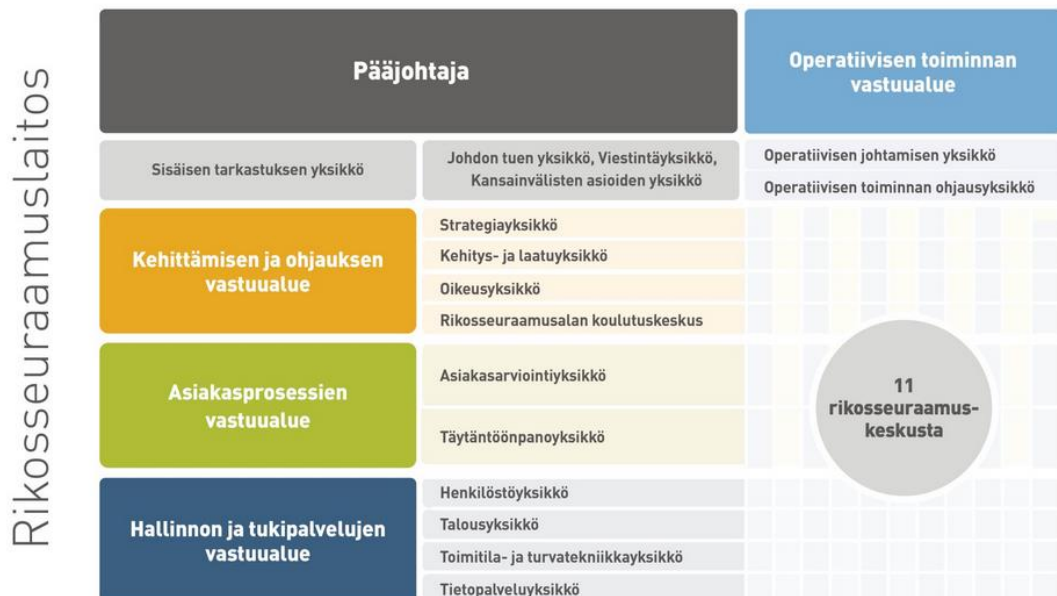 Rikosseuraamuslaitos
Pääjohtaja
Operatiivisen toiminnan
vastuualue
Sisäisen tarkastuksen yksikkö
Johdon tuen yksikkö, Viestintäyksikkö,
Kansainvälisten asioiden yksikkö
Operatiivisen johtamisen yksikkö
Operatiivisen toiminnan ohjausyksikkö
Kehittämisen ja ohjauksen
vastuualue
Strategiayksikkö
Kehitys- ja laatuyksikkö
Oikeusyksikkö
Rikosseuraamusalan koulutuskeskus
Asiakasprosessien
vastuualue
Asiakasarviointiyksikkö
Täytäntöönpanoyksikkö
11
rikosseuraamus-
keskusta
Hallinnon ja tukipalvelujen
vastuualue
Henkilöstöyksikkö
Talousyksikkö
Toimitila- ja turvatekniikkayksikkö
Tietopalveluyksikkö